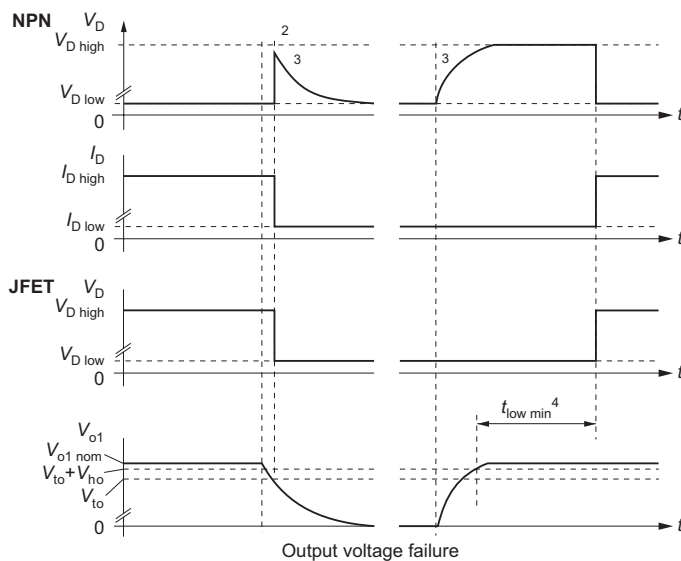 NPN
V_D
V_D high
V_D low
0
2
3
3
t
I_D
I_D high
I_D low
0
t
JFET
V_D
V_D high
V_D low
0
t
t_low min 4
V_o1
V_o1 nom
V_to + V_ho
V_to
0
t
Output voltage failure